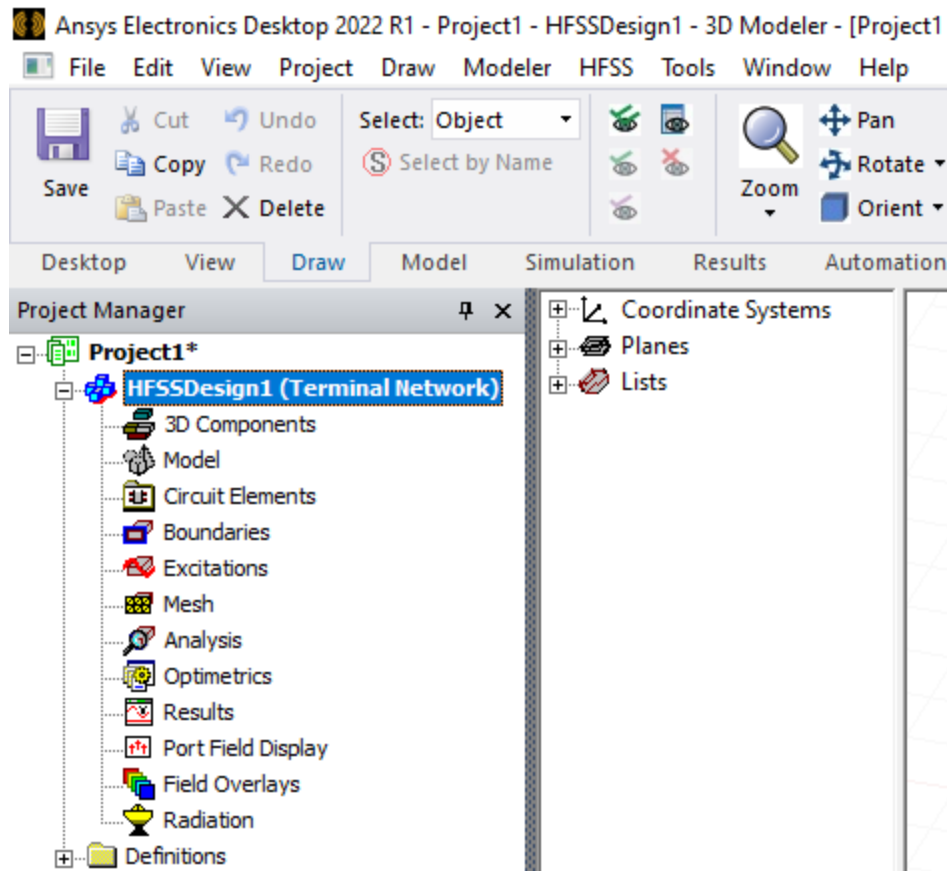 Ansys Electronics Desktop 2022 R1 - Project1 - HFSSDesign1 - 3D Modeler - [Project1
File Edit View Project Draw Modeler HFSS Tools Window Help
Save
Cut Undo
Copy Redo
Paste Delete
Select: Object
Select by Name
Zoom
Pan
Rotate
Orient
Desktop View Draw Model Simulation Results Automation
Project Manager
Project1*
HFSSDesign1 (Terminal Network)
3D Components
Model
Circuit Elements
Boundaries
Excitations
Mesh
Analysis
Optimetrics
Results
Port Field Display
Field Overlays
Radiation
Definitions
Coordinate Systems
Planes
Lists